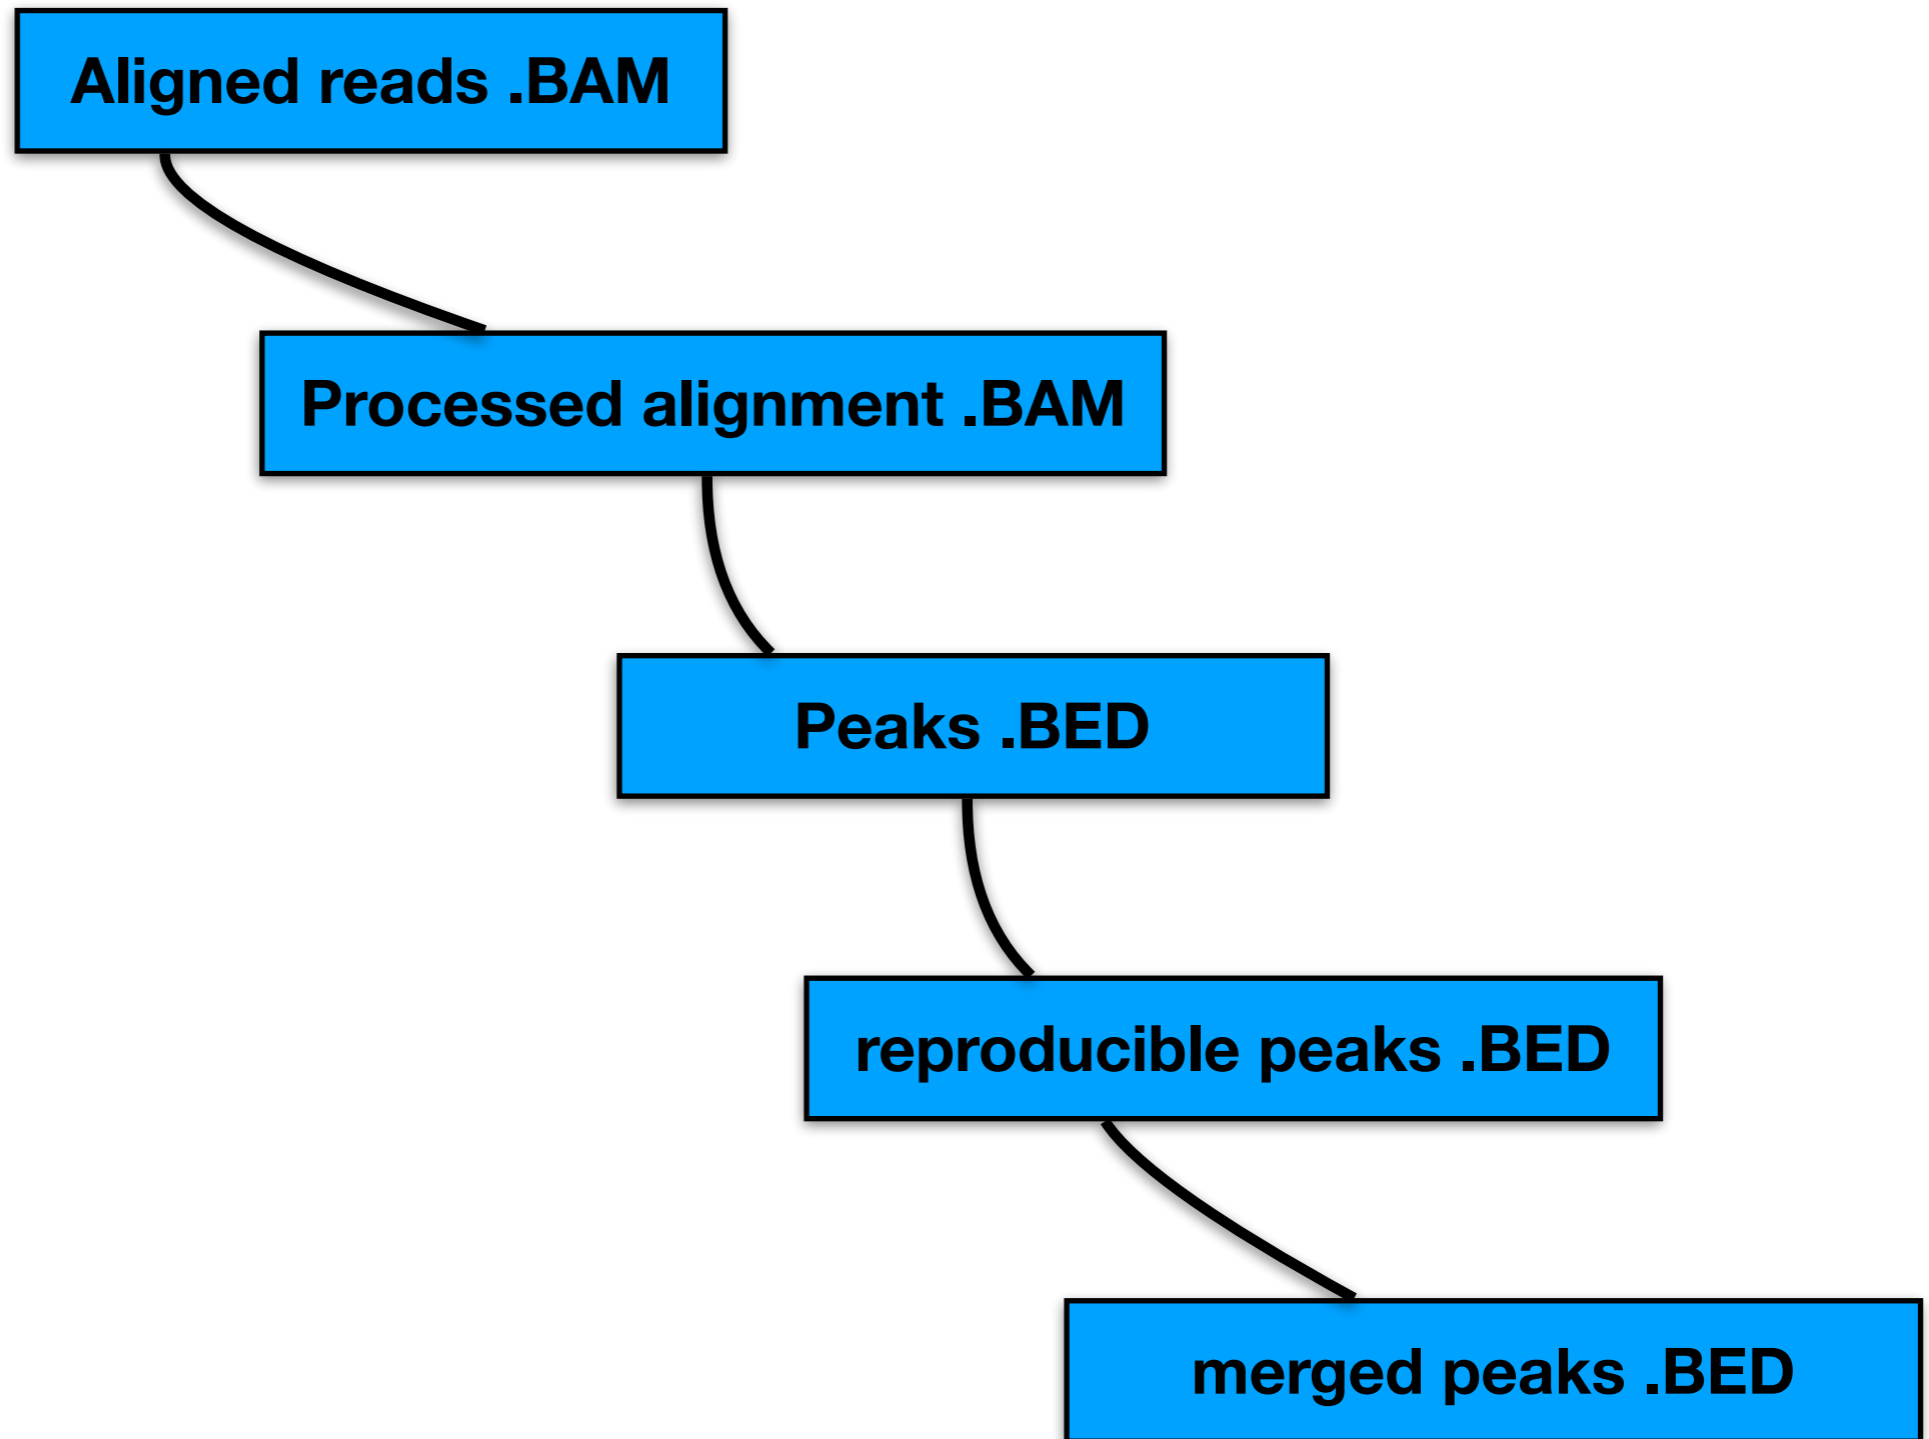 Aligned reads .BAM
Processed alignment .BAM
Peaks .BED
reproducible peaks .BED
merged peaks .BED